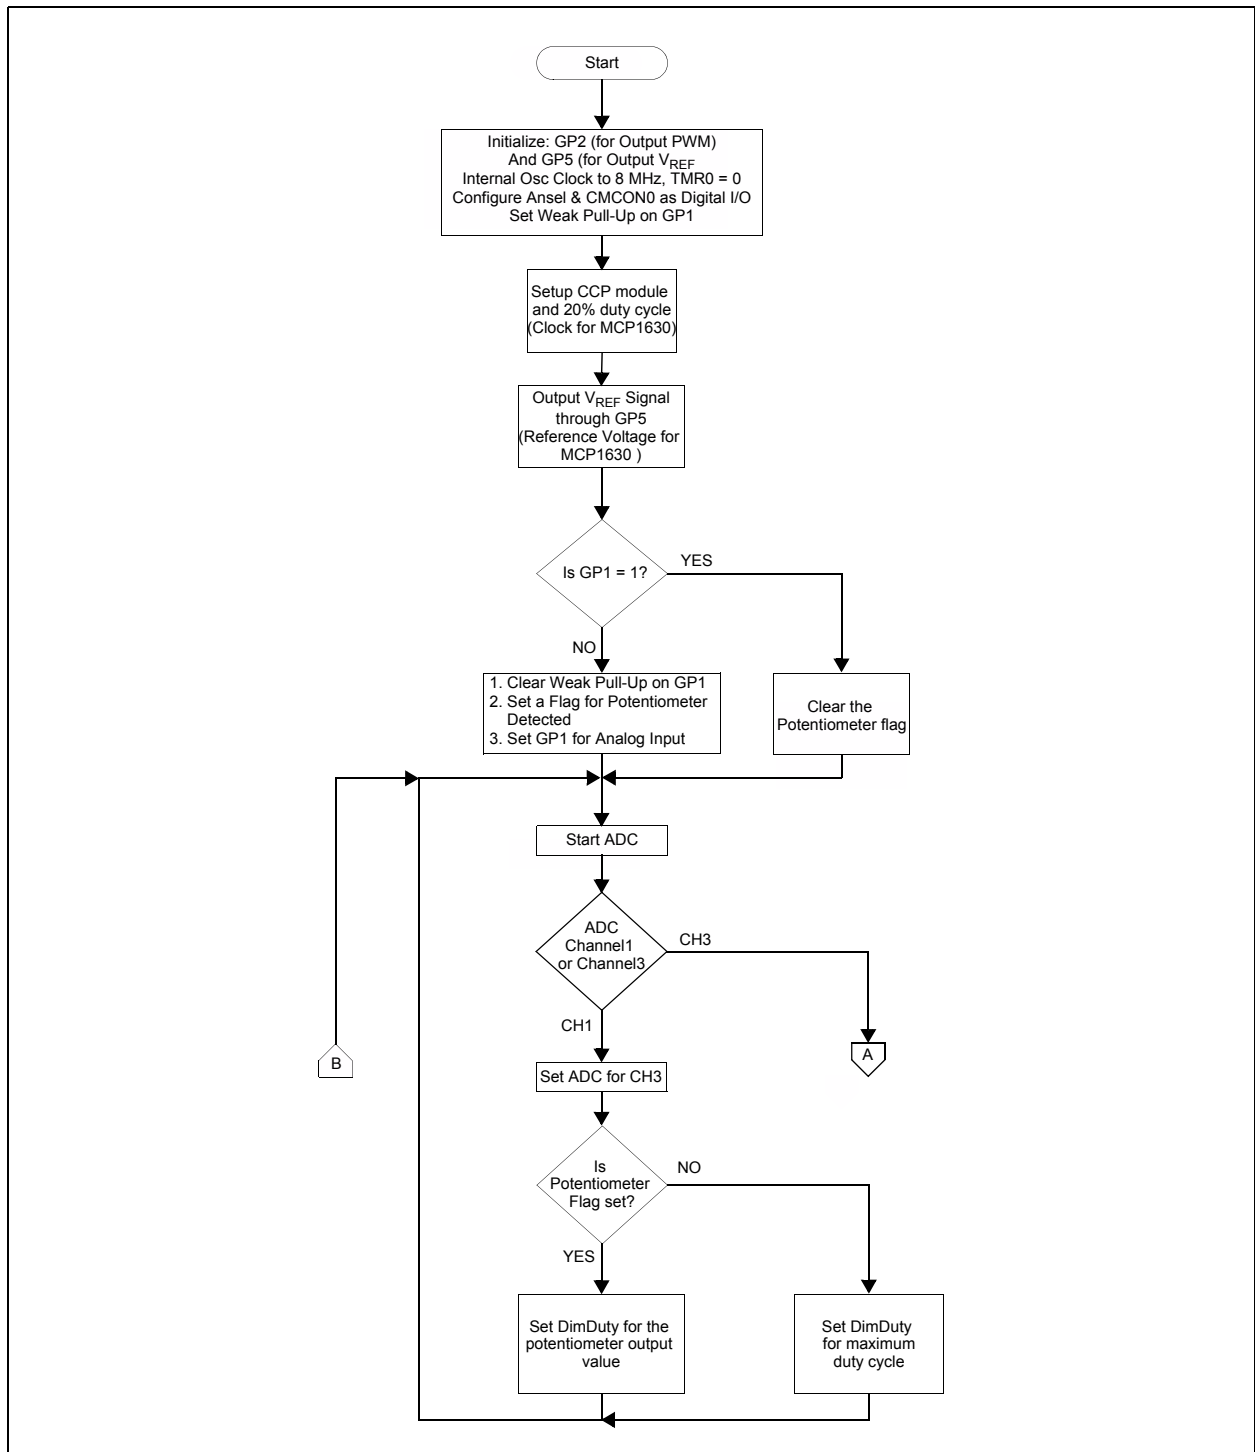 Start
Initialize: GP2 (for Output PWM)
And GP5 (for Output VREF
Internal Osc Clock to 8 MHz, TMR0 = 0
Configure Ansel & CMCON0 as Digital I/O
Set Weak Pull-Up on GP1
Setup CCP module
and 20% duty cycle
(Clock for MCP1630)
Output VREF Signal
through GP5
(Reference Voltage for
MCP1630 )
Is GP1 = 1?
YES
NO
1. Clear Weak Pull-Up on GP1
2. Set a Flag for Potentiometer
Detected
3. Set GP1 for Analog Input
Clear the
Potentiometer flag
Start ADC
ADC
Channel1
or Channel3
CH3
CH1
B
A
Set ADC for CH3
Is
Potentiometer
Flag set?
NO
YES
Set DimDuty for the
potentiometer output
value
Set DimDuty
for maximum
duty cycle